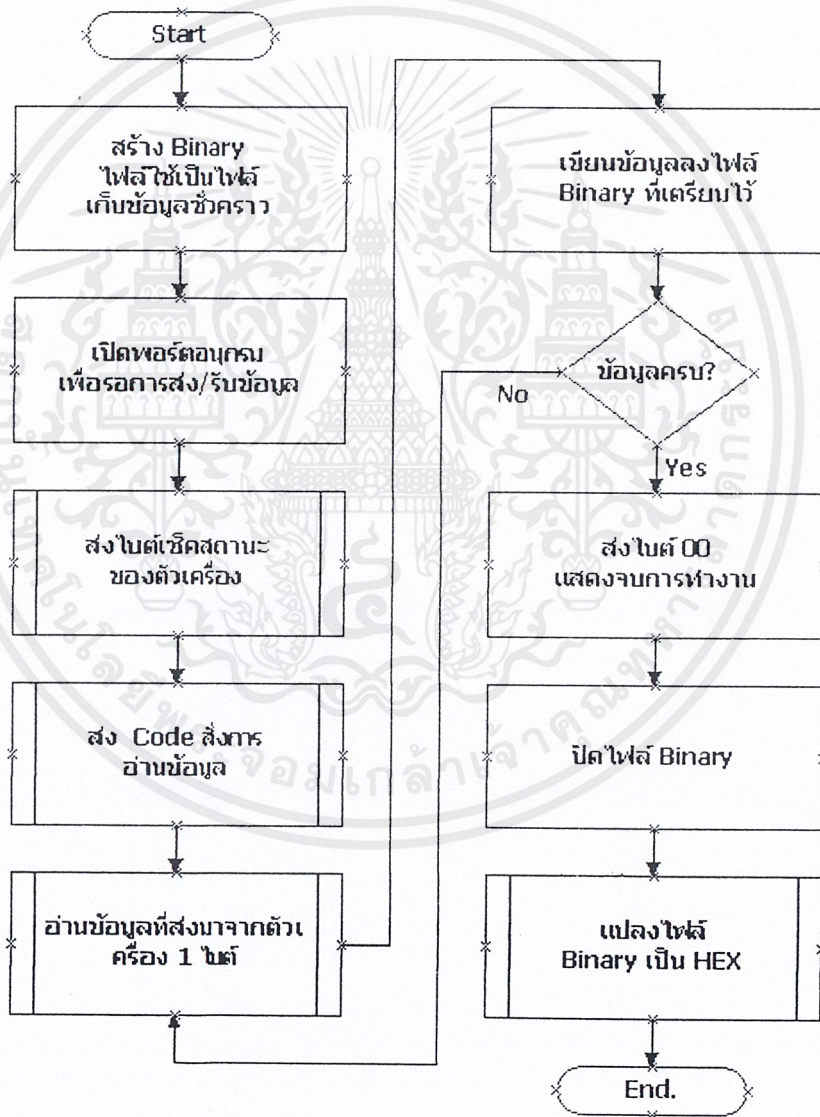 Start
สร้าง Binary
ไฟล์ใช้เป็นไฟล์
เก็บข้อมูลชั่วคราว
เปิดพอร์ตอนุกรม
เพื่อรอการส่ง/รับข้อมูล
ส่งไบต์เช็คสถานะ
ของตัวเครื่อง
ส่ง Code สั่งการ
อ่านข้อมูล
อ่านข้อมูลที่ส่งมาจากตัวเ
ครื่อง 1 ไบต์
เขียนข้อมูลลงไฟล์
Binary ที่เตรียมไว้
ข้อมูลครบ?
No
Yes
ส่งไบต์ 00
แสดงจบการทำงาน
ปิดไฟล์ Binary
แปลงไฟล์
Binary เป็น HEX
End.